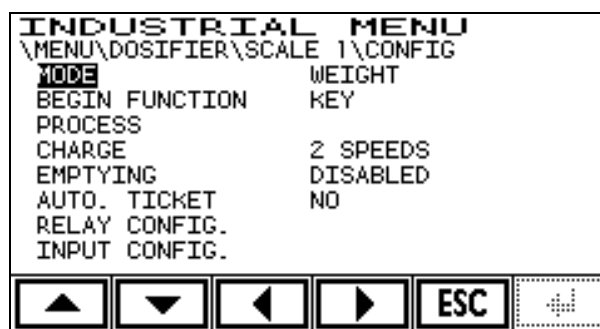 INDUSTRIAL MENU
\MENU\DOSIFIER\SCALE 1\CONFIG
MODE WEIGHT
BEGIN FUNCTION KEY
PROCESS
CHARGE 2 SPEEDS
EMPTYING DISABLED
AUTO. TICKET NO
RELAY CONFIG.
INPUT CONFIG.
ESC